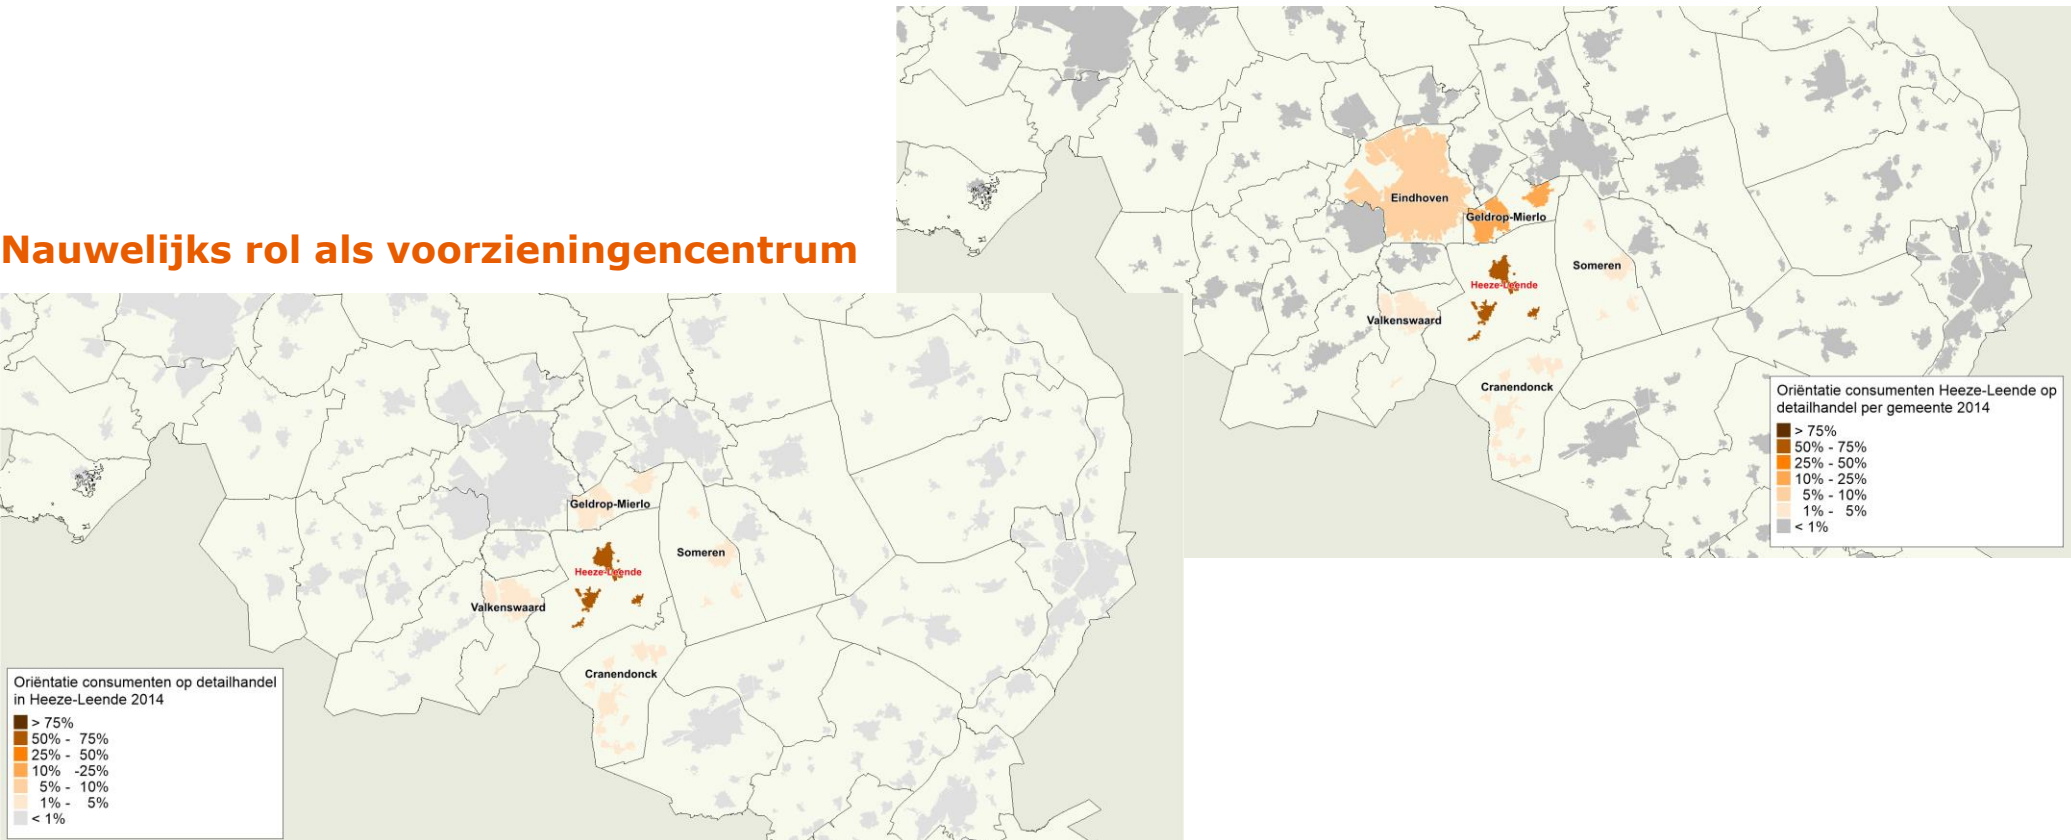 Nauwelijks rol als voorzieningencentrum
Eindhoven
Geldrop-Mierlo
Someren
Heeze-Leende
Valkenswaard
Cranendonck
Oriëntatie consumenten Heeze-Leende op
detailhandel per gemeente 2014
> 75%
50% - 75%
25% - 50%
10% - 25%
5% - 10%
1% - 5%
< 1%
Geldrop-Mierlo
Someren
Heeze-Leende
Valkenswaard
Cranendonck
Oriëntatie consumenten op detailhandel
in Heeze-Leende 2014
> 75%
50% - 75%
25% - 50%
10% -25%
5% - 10%
1% - 5%
< 1%